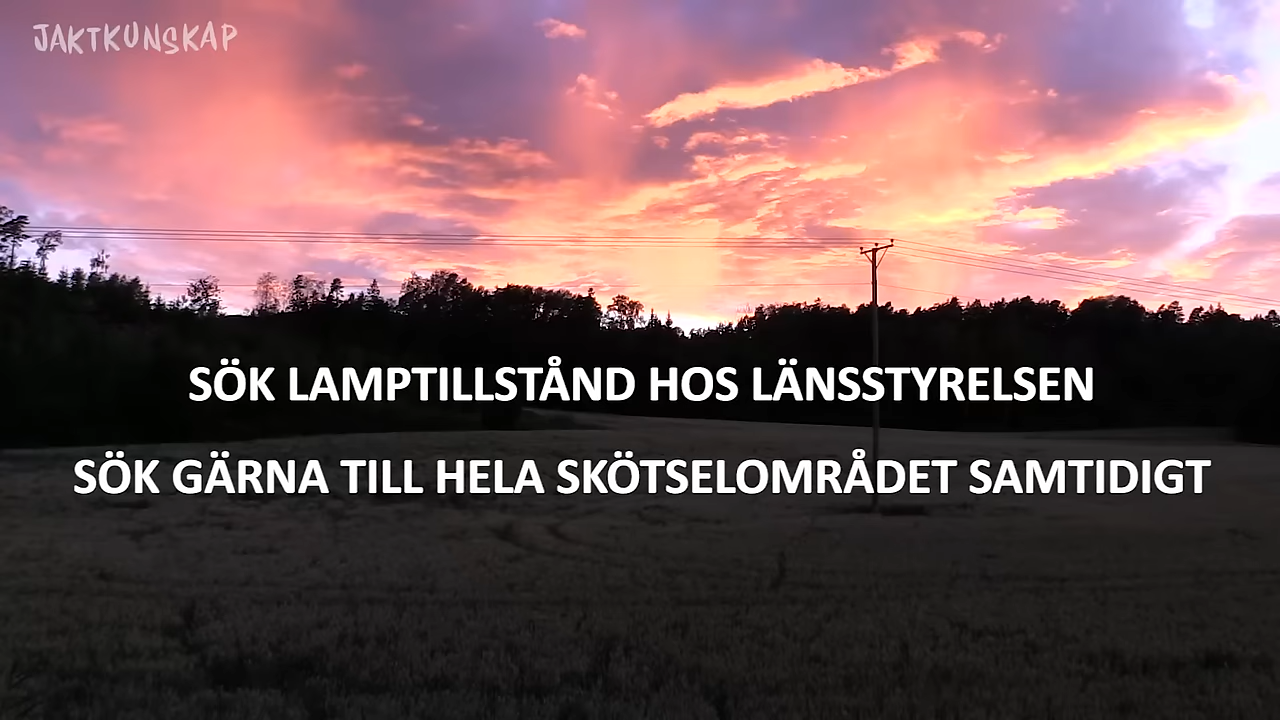 JAKTKUNSKAP
SÖK LAMPTILLSTÅND HOS LÄNSSTYRELSEN
SÖK GÄRNA TILL HELA SKÖTSELOMRÅDET SAMTIDIGT